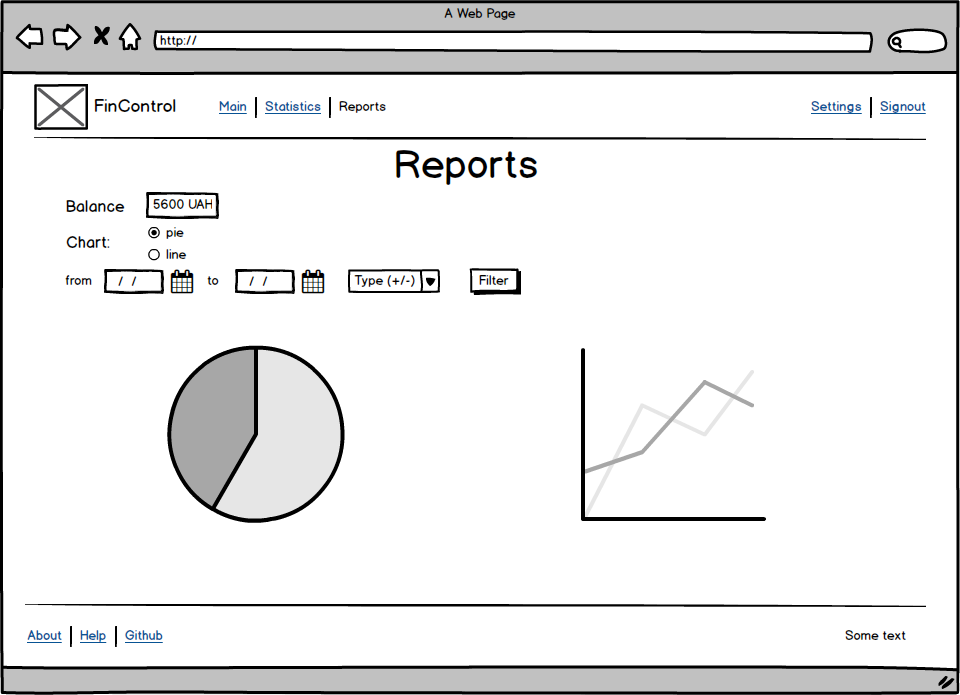 A Web Page
http://
FinControl Main Statistics Reports Settings Signout
Reports
Balance 5600 UAH
Chart: pie
line
from / / to / / Type (+/-) Filter
About Help Github Some text